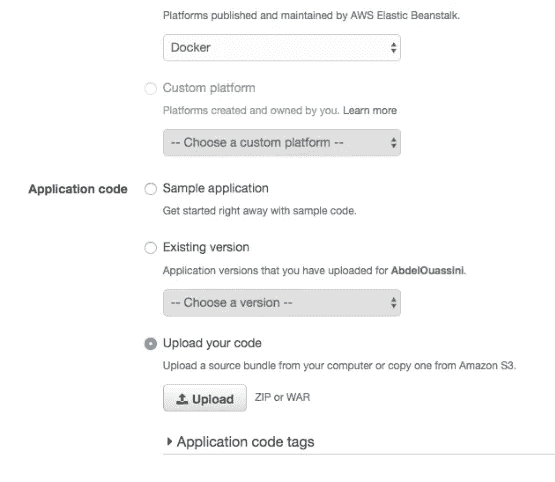 Platforms published and maintained by AWS Elastic Beanstalk.
Docker
Custom platform
Platforms created and owned by you. Learn more
-- Choose a custom platform --
Application code
Sample application
Get started right away with sample code.
Existing version
Application versions that you have uploaded for AbdelOuassini.
-- Choose a version --
Upload your code
Upload a source bundle from your computer or copy one from Amazon S3.
Upload ZIP or WAR
Application code tags